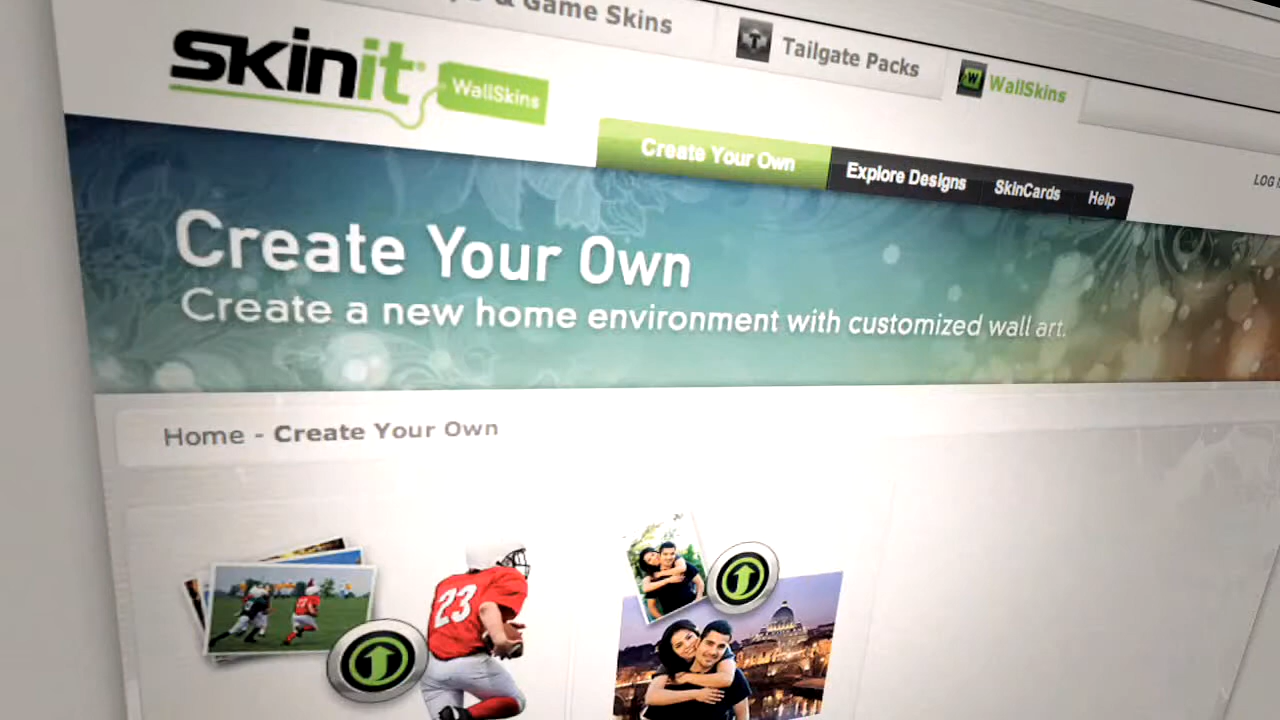 & Game Skins
Tailgate Packs
WallSkins
skinit
WallSkins
Create Your Own
Explore Designs
SkinCards
Help
LOG
Create Your Own
Create a new home environment with customized wall art.
Home - Create Your Own
23